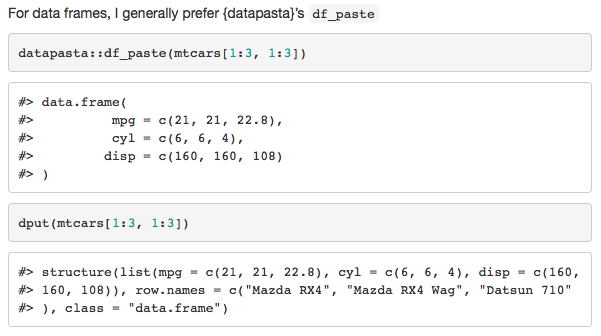 For data frames, I generally prefer {datapasta}’s df_paste
datapasta::df_paste(mtcars[1:3, 1:3])
#> data.frame(
#>         mpg = c(21, 21, 22.8),
#>         cyl = c(6, 6, 4),
#>        disp = c(160, 160, 108)
#> )
dput(mtcars[1:3, 1:3])
#> structure(list(mpg = c(21, 21, 22.8), cyl = c(6, 6, 4), disp = c(160,
#> 160, 108)), row.names = c("Mazda RX4", "Mazda RX4 Wag", "Datsun 710"
#> ), class = "data.frame")